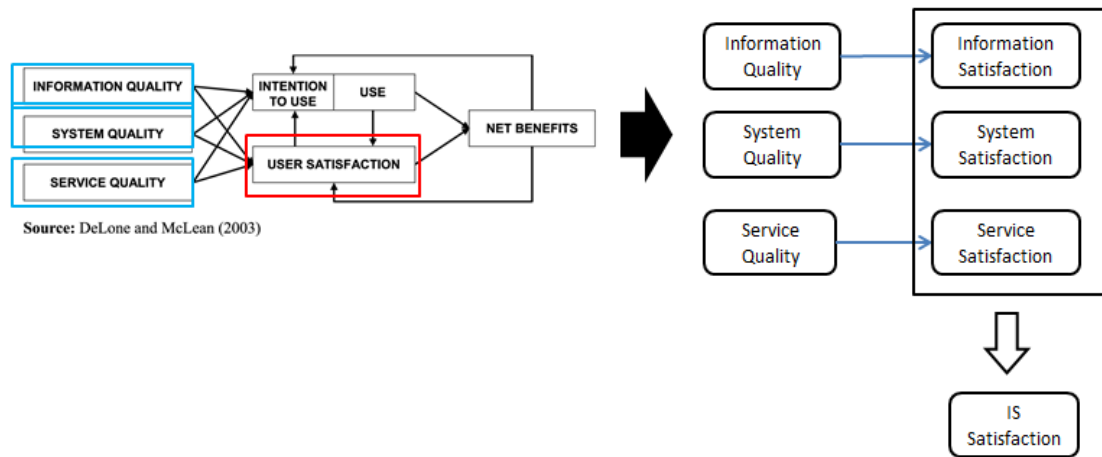 INFORMATION QUALITY
SYSTEM QUALITY
SERVICE QUALITY
INTENTION
TO USE
USE
USER SATISFACTION
NET BENEFITS
Source: DeLone and McLean (2003)
Information
Quality
Information
Satisfaction
System
Quality
System
Satisfaction
Service
Quality
Service
Satisfaction
IS
Satisfaction